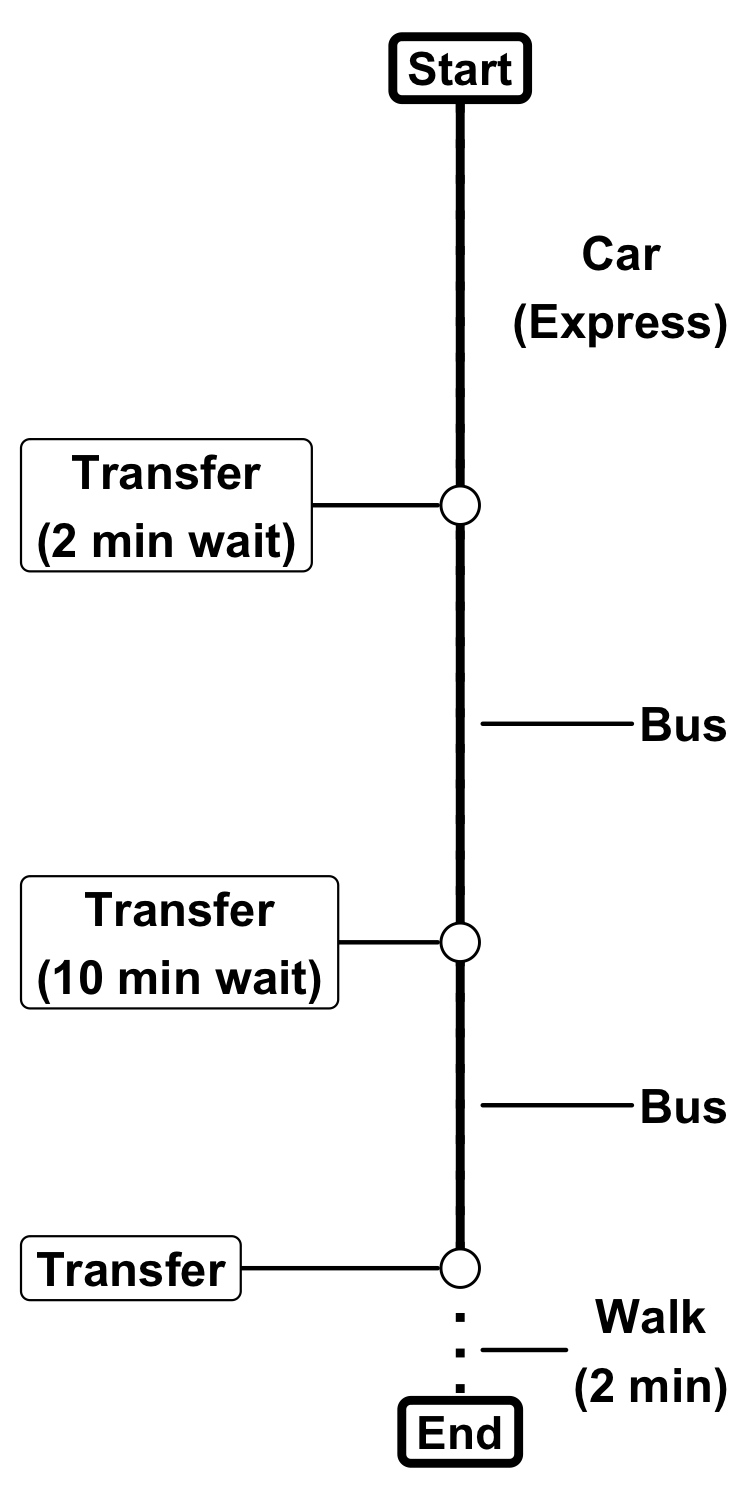 Start
Car
(Express)
Transfer
(2 min wait)
Bus
Transfer
(10 min wait)
Bus
Transfer
Walk
(2 min)
End